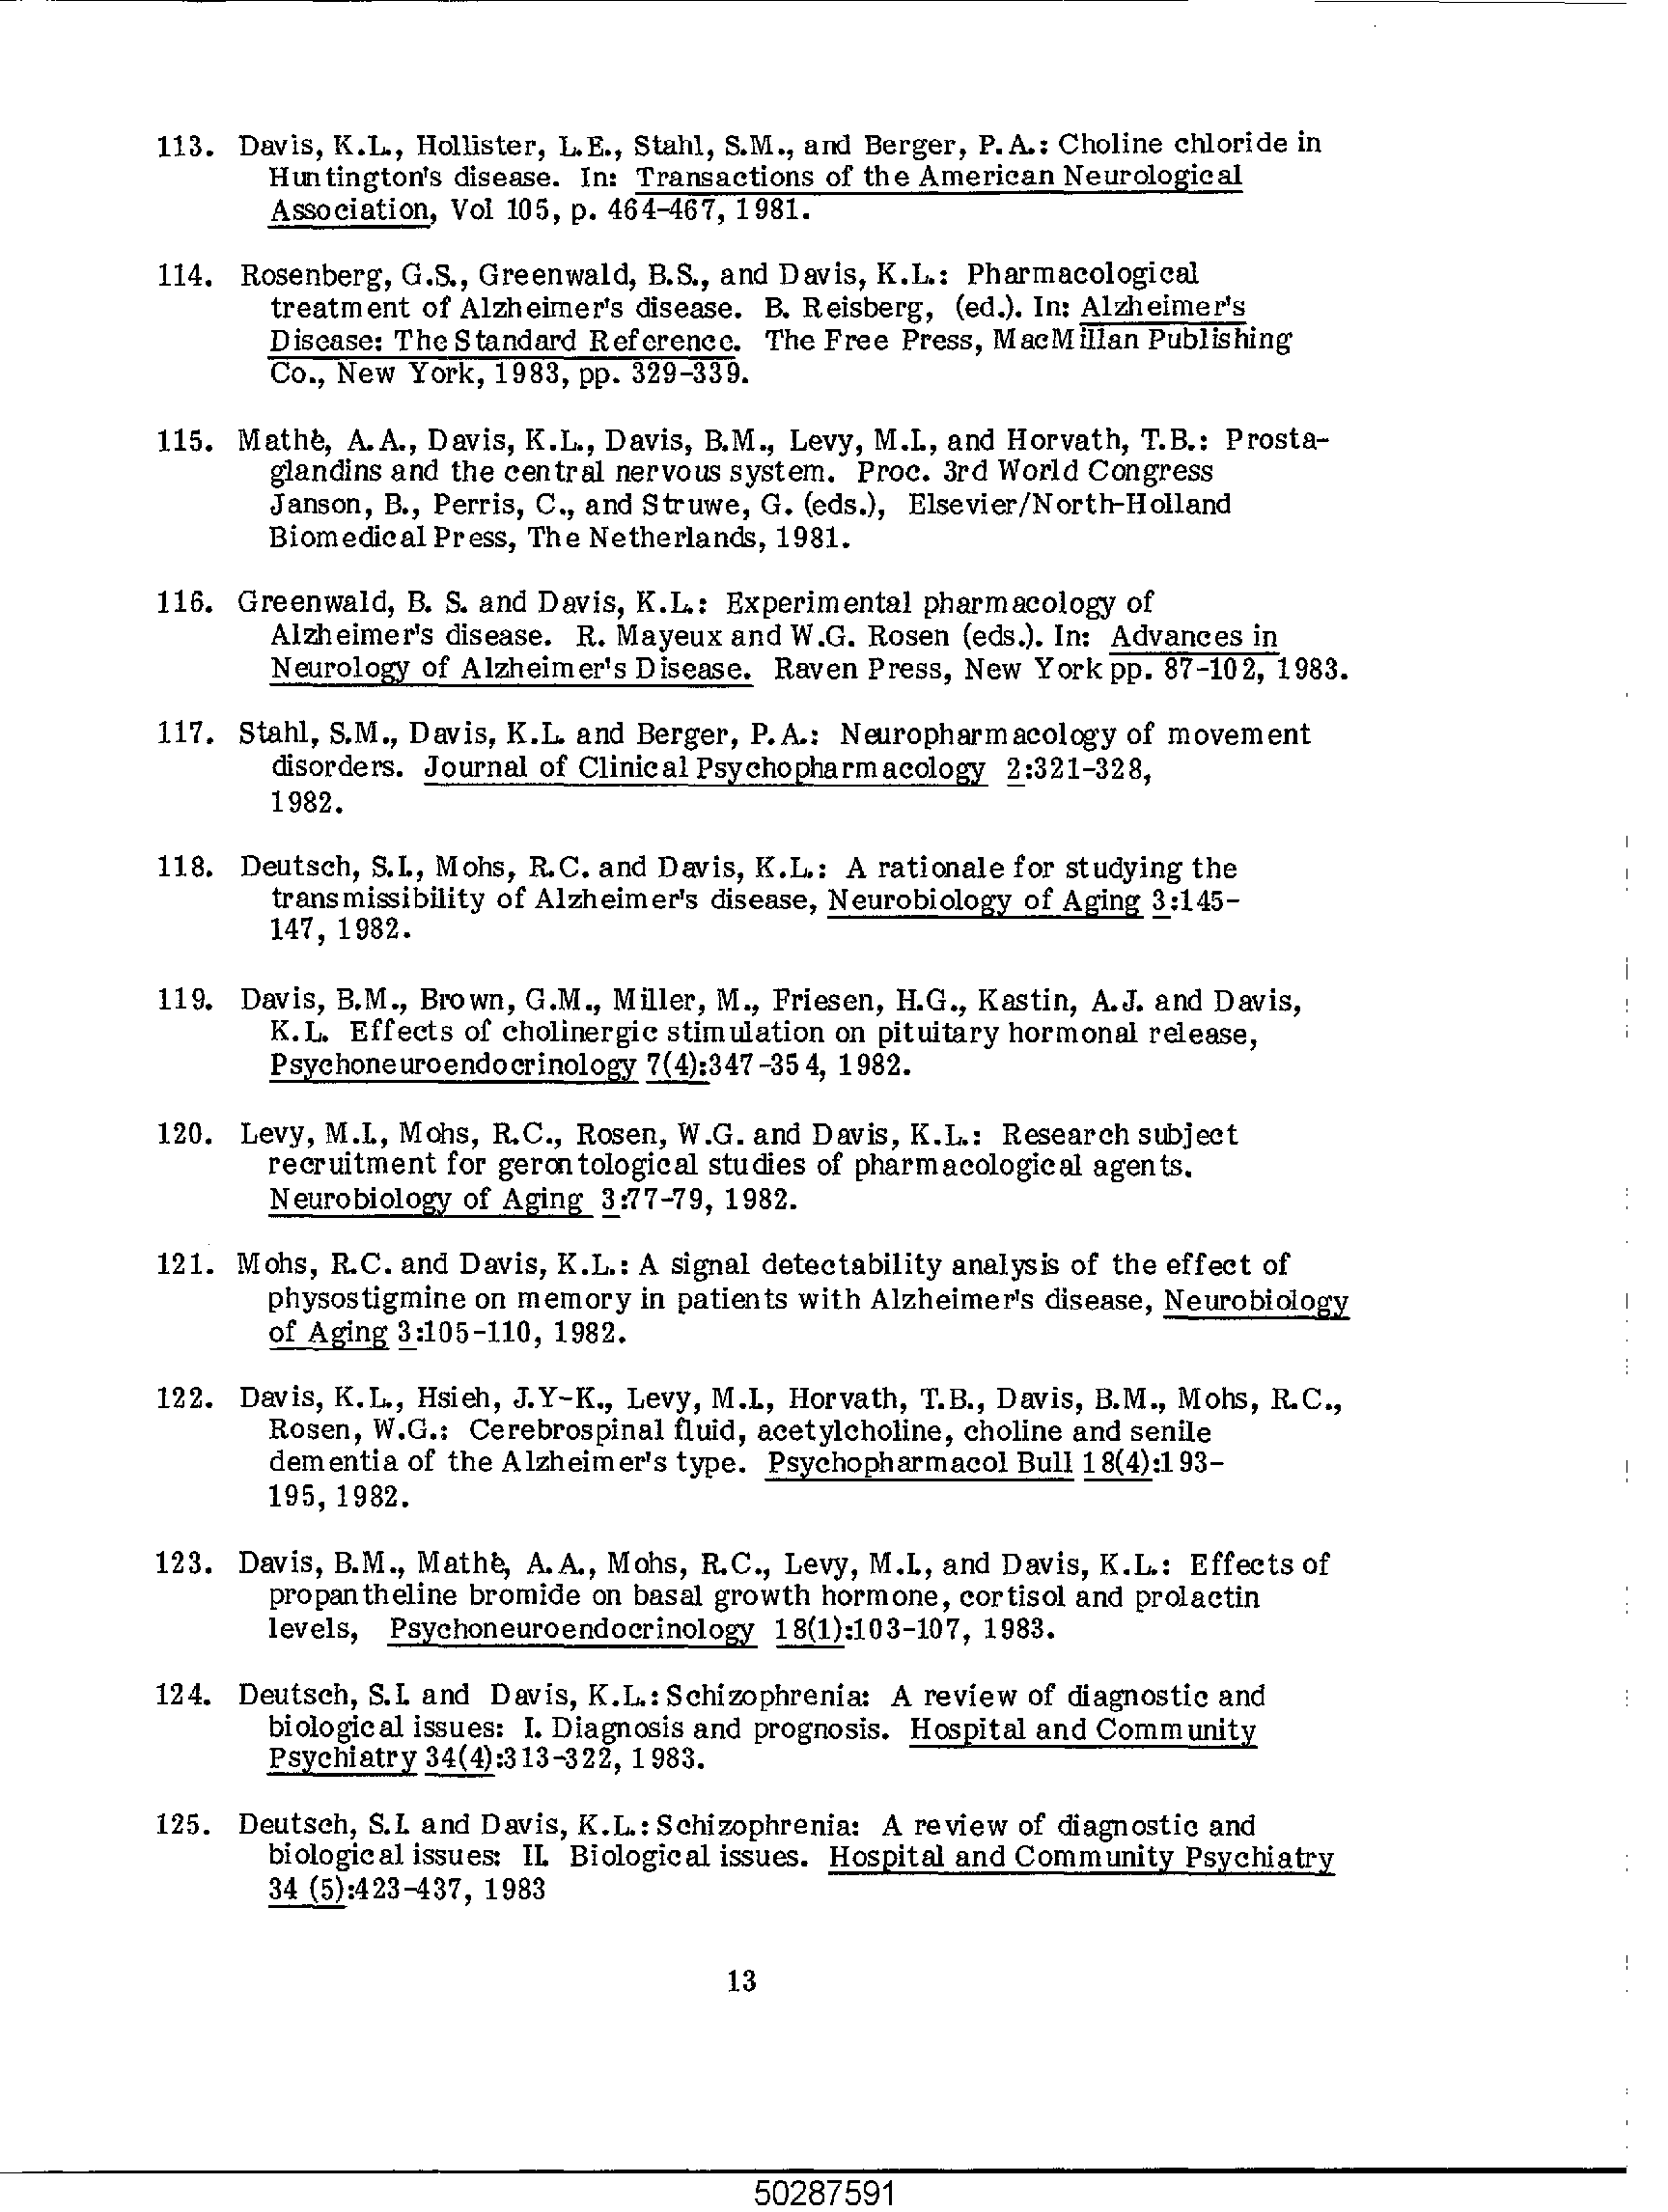 113. Davis, K.L., Hollister, L.E., Stahl, S.M., and Berger, P.A.: Choline chloride in
Huntington's disease. In: Transactions of the American Neurological
Association, Vol 105, p. 464-467, 1981.
114. Rosenberg, G.S., Greenwald, B.S., and Davis, K.L.: Pharmacological
treatment of Alzheimer's disease. B. Reisberg, (ed.). In: Alzheimer's
Disease: The Standard Reference. The Free Press, MacMillan Publishing
Co., New York, 1983, pp. 329-339.
115. Mathè, A.A., Davis, K.L., Davis, B.M., Levy, M.I., and Horvath, T.B.: Prosta-
glandins and the central nervous system. Proc. 3rd World Congress
Janson, B., Perris, C., and Struwe, G. (eds.), Elsevier/North-Holland
Biomedical Press, The Netherlands, 1981.
116. Greenwald, B. S. and Davis, K.L.: Experimental pharmacology of
Alzheimer's disease. R. Mayeux and W.G. Rosen (eds.). In: Advances in
Neurology of Alzheimer's Disease. Raven Press, New York pp. 87-102, 1983.
117. Stahl, S.M., Davis, K.L. and Berger, P.A.: Neuropharmacology of movement
disorders. Journal of Clinical Psychopharmacology 2:321-328,
1982.
118. Deutsch, S.I., Mohs, R.C. and Davis, K.L.: A rationale for studying the
transmissibility of Alzheimer's disease, Neurobiology of Aging 3:145-
147, 1982.
119. Davis, B.M., Brown, G.M., Miller, M., Friesen, H.G., Kastin, A.J. and Davis,
K.L. Effects of cholinergic stimulation on pituitary hormonal release,
Psychoneuroendocrinology 7(4):347-354, 1982.
120. Levy, M.I., Mohs, R.C., Rosen, W.G. and Davis, K.L.: Research subject
recruitment for gerontological studies of pharmacological agents.
Neurobiology of Aging 3:77-79, 1982.
121. Mohs, R.C. and Davis, K.L.: A signal detectability analysis of the effect of
physostigmine on memory in patients with Alzheimer's disease, Neurobiology
of Aging 3:105-110, 1982.
122. Davis, K.L., Hsieh, J.Y-K., Levy, M.I., Horvath, T.B., Davis, B.M., Mohs, R.C.,
Rosen, W.G.: Cerebrospinal fluid, acetylcholine, choline and senile
dementia of the Alzheimer's type. Psychopharmacol Bull 18(4):193-
195, 1982.
123. Davis, B.M., Mathè, A.A., Mohs, R.C., Levy, M.I., and Davis, K.L.: Effects of
propantheline bromide on basal growth hormone, cortisol and prolactin
levels, Psychoneuroendocrinology 18(1):103-107, 1983.
124. Deutsch, S.I. and Davis, K.L.: Schizophrenia: A review of diagnostic and
biological issues: I. Diagnosis and prognosis. Hospital and Community
Psychiatry 34(4):313-322, 1983.
125. Deutsch, S.I. and Davis, K.L.: Schizophrenia: A review of diagnostic and
biological issues: II. Biological issues. Hospital and Community Psychiatry
34 (5):423-437, 1983
13
50287591